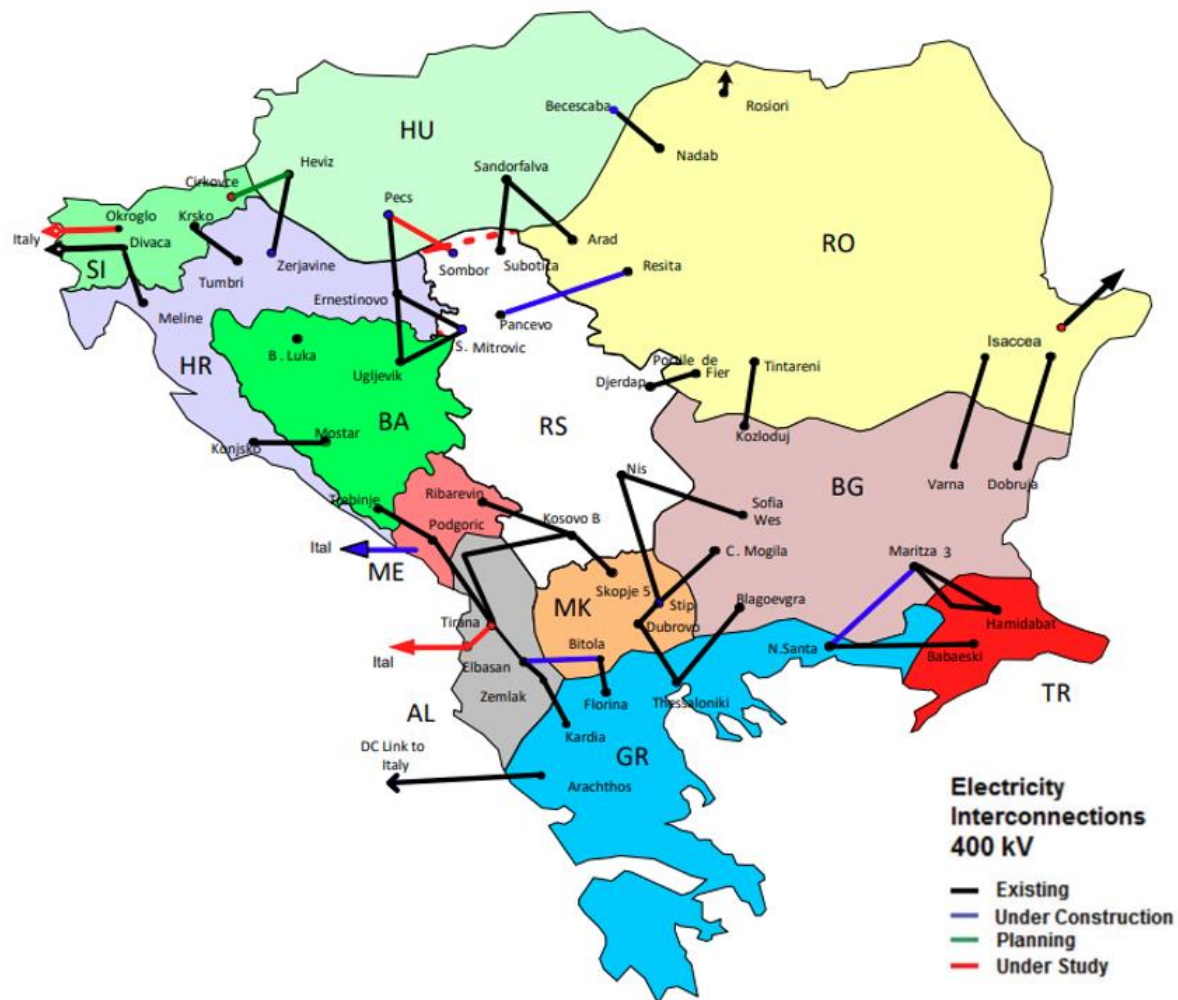 Becescaba
Rosiori
HU
Nadab
Heviz
Sandorfalva
Cirkovce
Pecs
Okroglo
Krsko
Italy
Divaca
Arad
RO
SI
Tumbri
Zerjavine
Sombor
Subotica
Resita
Meline
Ernestinovo
Pancevo
S. Mitrovic
Isaccea
B . Luka
HR
Ugljevik
Portile de
Fier
Tintareni
Djerdap
BA
RS
Kozloduj
Konjsko
Mostar
Nis
BG
Varna
Dobruja
Ribarevin
Trebinje
Sofia
Wes
Podgoric
Kosovo B
Ital
C. Mogila
Maritza 3
ME
MK
Skopje 5
Stip
Blagoevgra
Hamidabat
Tirana
Dubrovo
Bitola
N.Santa
Babaeski
Ital
Elbasan
Zemlak
Florina
Thessaloniki
TR
AL
Kardia
DC Link to
Italy
GR
Arachthos
Electricity
Interconnections
400 kV
Existing
Under Construction
Planning
Under Study